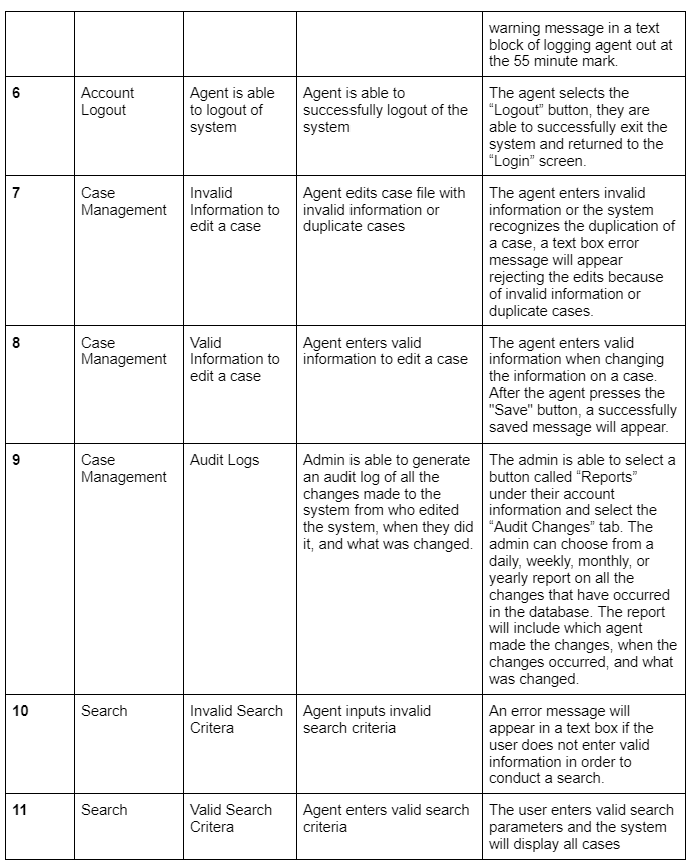 warning message in a text
block of logging agent out at
the 55 minute mark.
6
Account
Logout
Agent is able
to logout of
system
Agent is able to
successfully logout of the
system
The agent selects the
“Logout” button, they are
able to successfully exit the
system and returned to the
“Login” screen.
7
Case
Management
Invalid
Information to
edit a case
Agent edits case file with
invalid information or
duplicate cases
The agent enters invalid
information or the system
recognizes the duplication of
a case, a text box error
message will appear
rejecting the edits because
of invalid information or
duplicate cases.
8
Case
Management
Valid
Information to
edit a case
Agent enters valid
information to edit a case
The agent enters valid
information when changing
the information on a case.
After the agent presses the
"Save" button, a successfully
saved message will appear.
9
Case
Management
Audit Logs
Admin is able to generate
an audit log of all the
changes made to the
system from who edited
the system, when they did
it, and what was changed.
The admin is able to select a
button called “Reports”
under their account
information and select the
“Audit Changes” tab. The
admin can choose from a
daily, weekly, monthly, or
yearly report on all the
changes that have occurred
in the database. The report
will include which agent
made the changes, when the
changes occurred, and what
was changed.
10
Search
Invalid Search
Critera
Agent inputs invalid
search criteria
An error message will
appear in a text box if the
user does not enter valid
information in order to
conduct a search.
11
Search
Valid Search
Critera
Agent enters valid search
criteria
The user enters valid search
parameters and the system
will display all cases